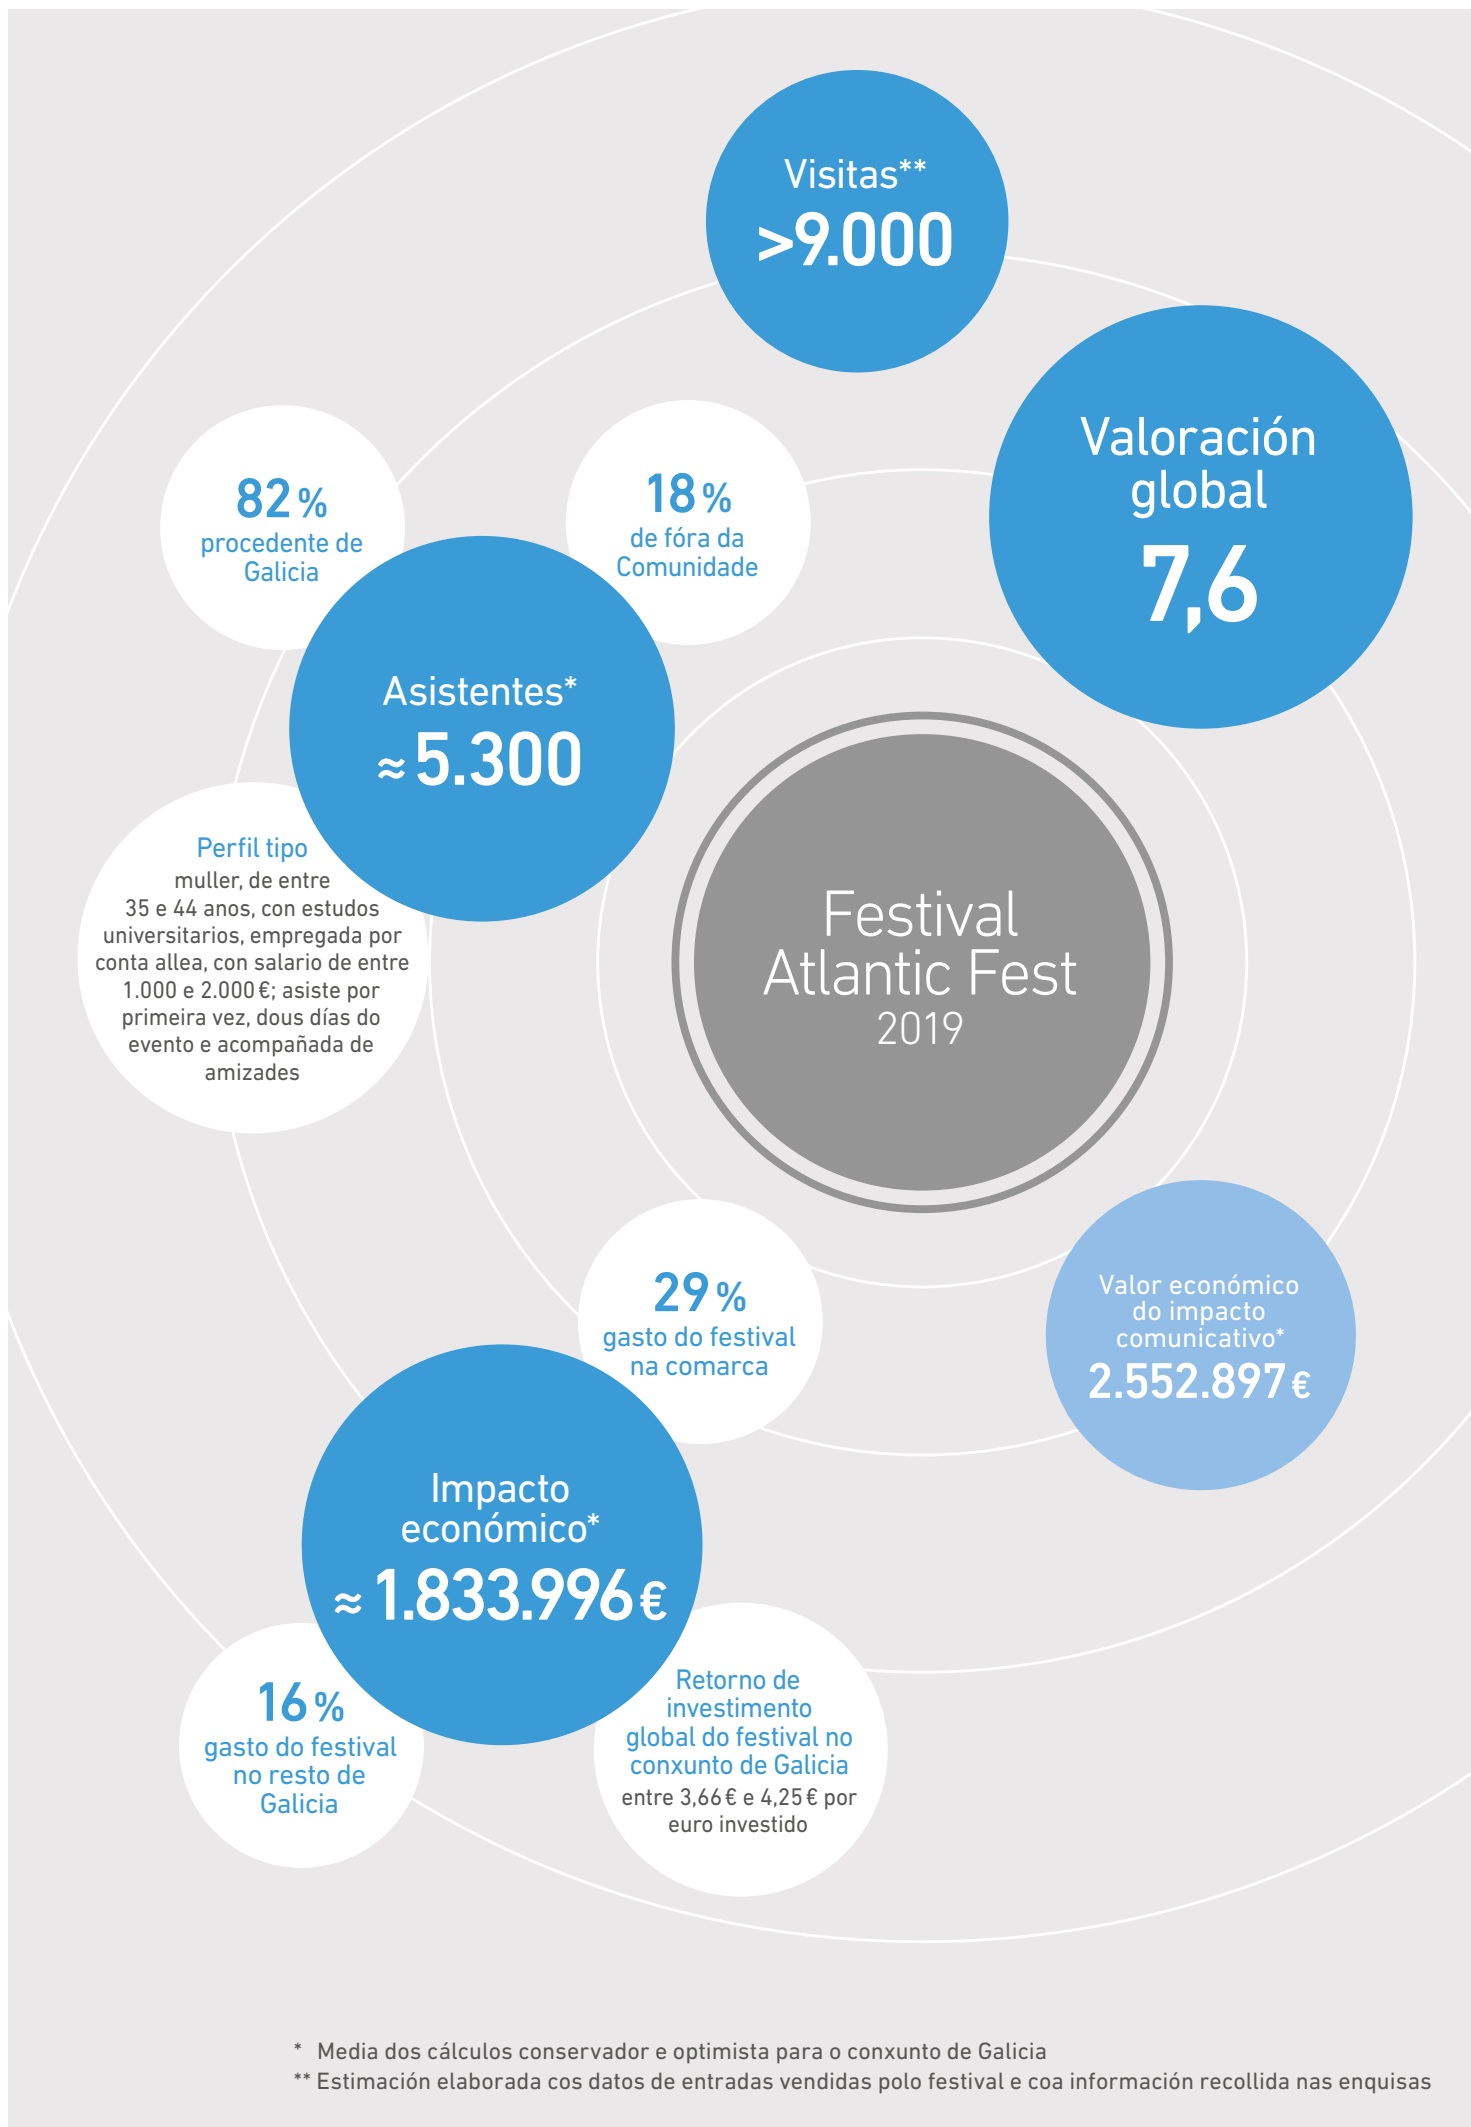 Visitas**
>9.000
Valoración
global
7,6
82 %
procedente de
Galicia
18 %
de fóra da
Comunidade
Asistentes*
≈ 5.300
Perfil tipo
muller, de entre
35 e 44 anos, con estudos
universitarios, empregada por
conta allea, con salario de entre
1.000 e 2.000 €; asiste por
primeira vez, dous días do
evento e acompañada de
amizades
Festival
Atlantic Fest
2019
29 %
gasto do festival
na comarca
Valor económico
do impacto
comunicativo*
2.552.897 €
Impacto
económico*
≈ 1.833.996 €
16 %
gasto do festival
no resto de
Galicia
Retorno de
investimento
global do festival no
conxunto de Galicia
entre 3,66 € e 4,25 € por
euro investido
* Media dos cálculos conservador e optimista para o conxunto de Galicia
** Estimación elaborada cos datos de entradas vendidas polo festival e coa información recollida nas enquisas